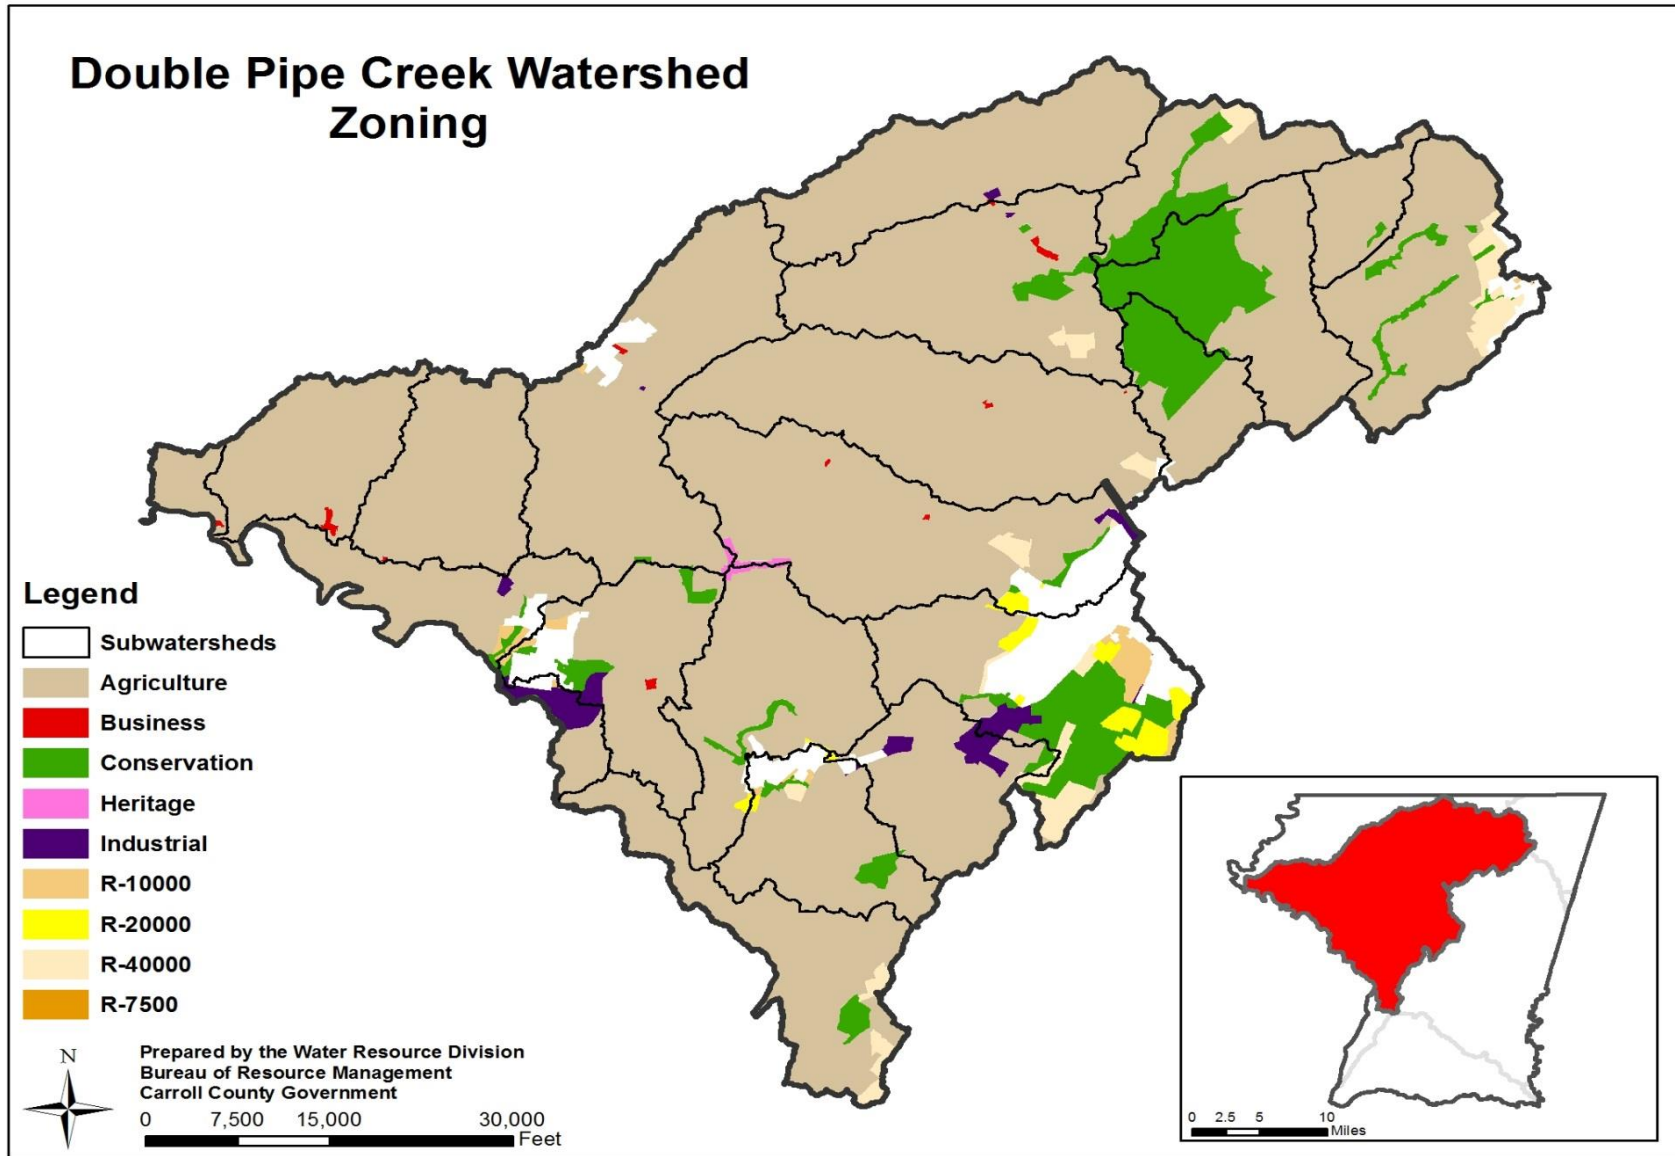 Double Pipe Creek Watershed
Zoning
Legend
Subwatersheds
Agriculture
Business
Conservation
Heritage
Industrial
R-10000
R-20000
R-40000
R-7500
N
Prepared by the Water Resource Division
Bureau of Resource Management
Carroll County Government
0 7,500 15,000 30,000
Feet
0 2.5 5 10
Miles